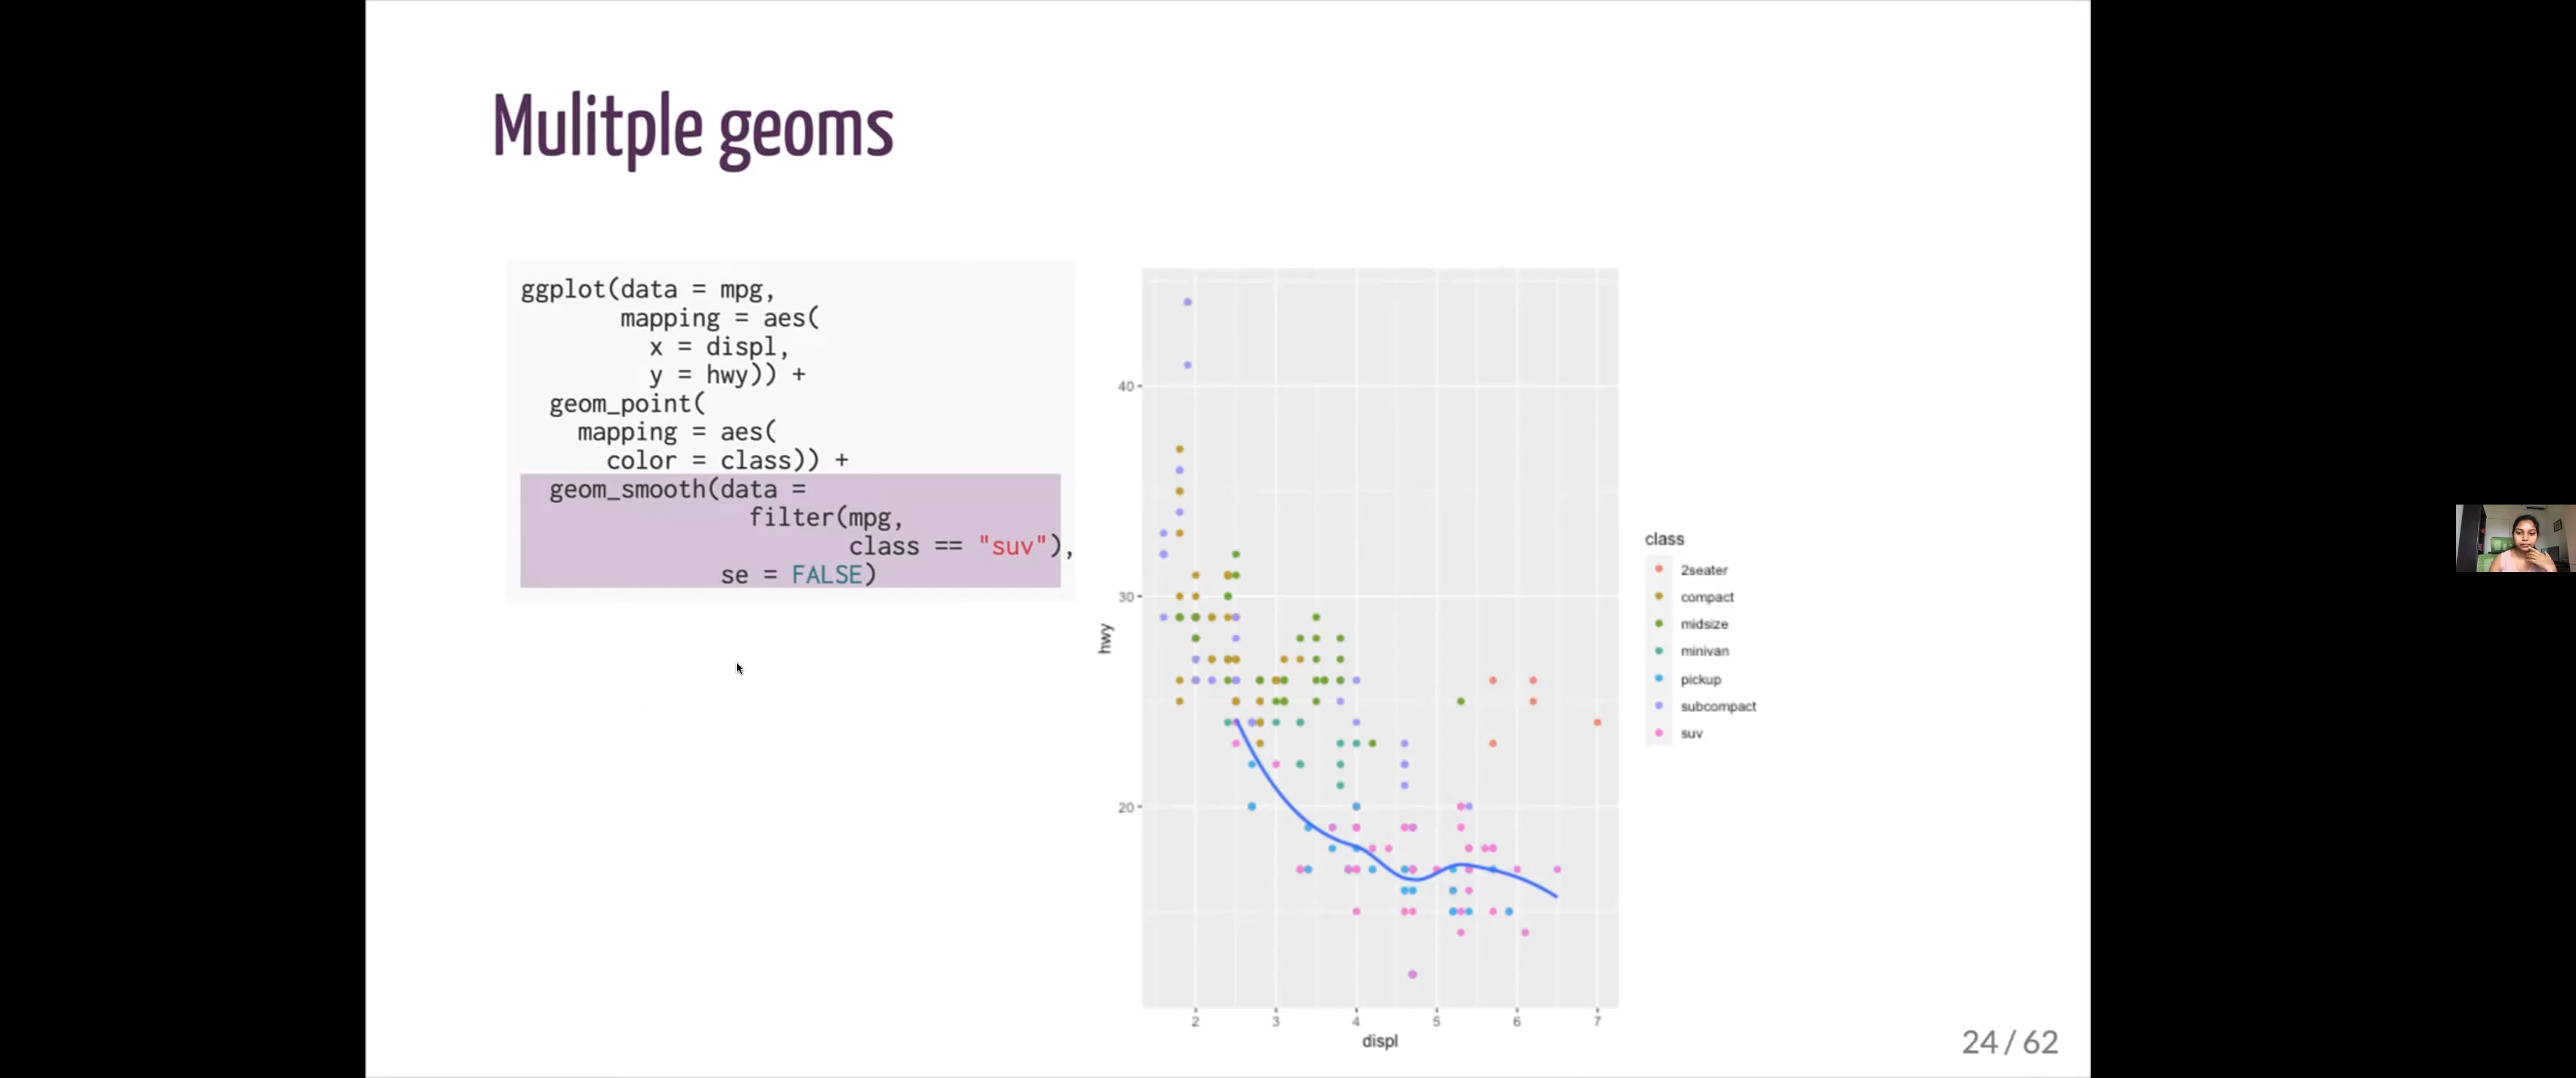 Mulitple geoms
ggplot(data = mpg,
mapping = aes(
x = displ,
y = hwy)) +
geom_point(
mapping = aes(
color = class)) +
geom_smooth(data =
filter(mpg,
class == "suv"),
se = FALSE)
40
30
20
hwy
2 3 4 5 6 7
displ
class
2seater
compact
midsize
minivan
pickup
subcompact
suv
24 / 62